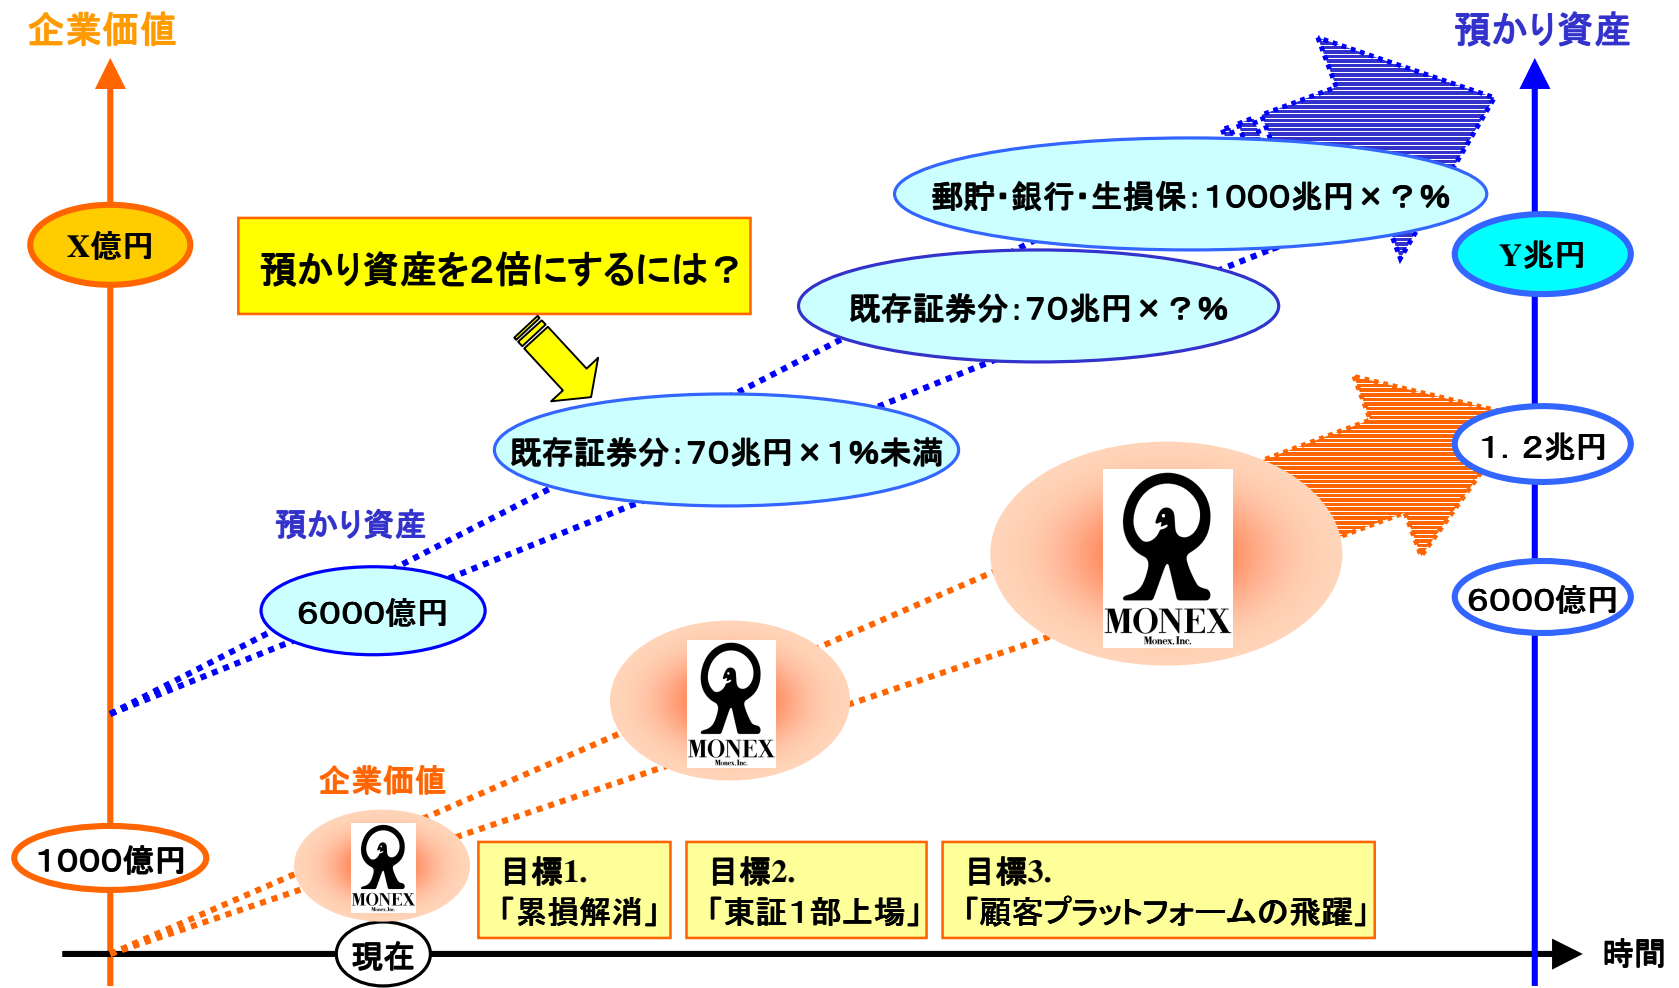 企業価値
預かり資産
郵貯・銀行・生損保：1000兆円×？％
X億円
Y兆円
預かり資産を2倍にするには？
既存証券分：70兆円×？％
既存証券分：70兆円×1％未満
1．2兆円
預かり資産
6000億円
6000億円
MONEX
Monex, Inc.
MONEX
Monex, Inc.
企業価値
1000億円
MONEX
Monex, Inc.
目標1.
「累損解消」
目標2.
「東証1部上場」
目標3.
「顧客プラットフォームの飛躍」
現在
時間